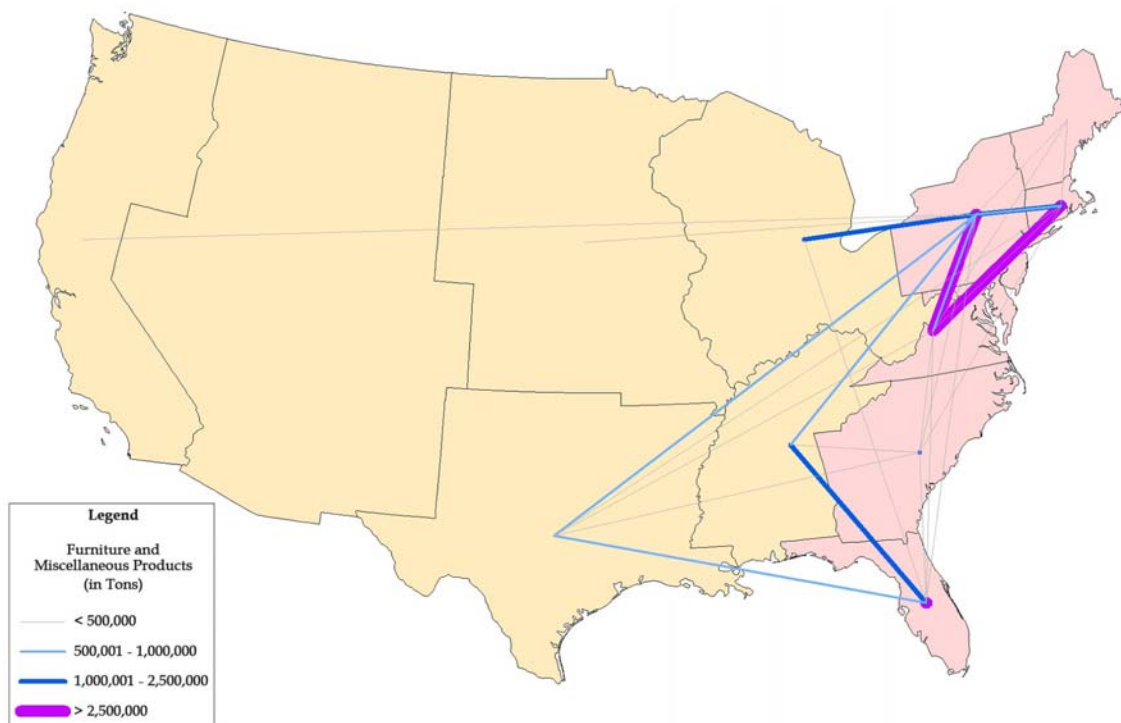 Legend
Furniture and
Miscellaneous Products
(in Tons)
< 500,000
500,001 - 1,000,000
1,000,001 - 2,500,000
> 2,500,000